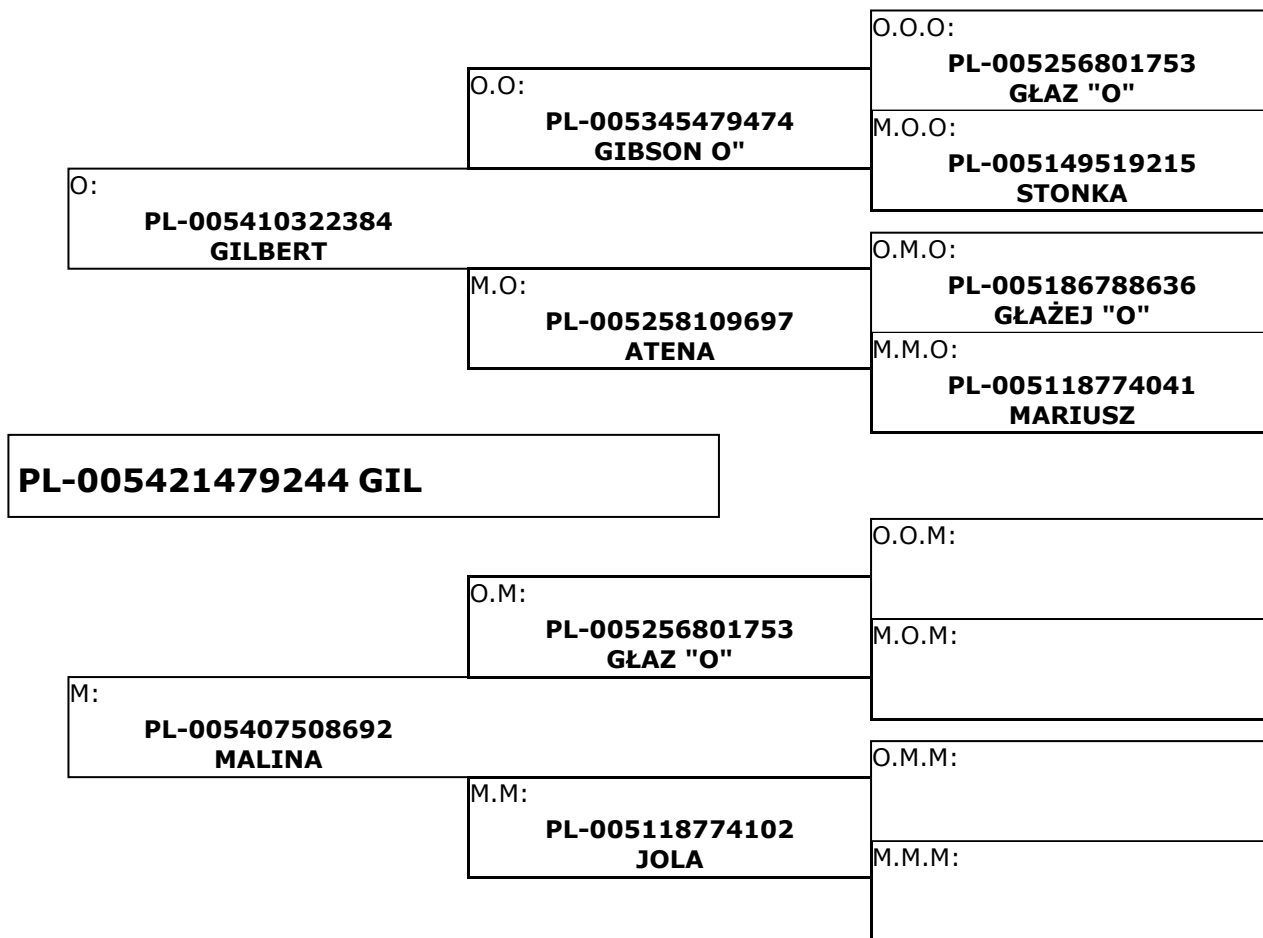 O.O.O:
PL-005256801753
GŁAZ "O"
O.O:
PL-005345479474
GIBSON O"
M.O.O:
PL-005149519215
STONKA
O:
PL-005410322384
GILBERT
O.M.O:
PL-005186788636
GŁAŻEJ "O"
M.O:
PL-005258109697
ATENA
M.M.O:
PL-005118774041
MARIUSZ
PL-005421479244 GIL
O.O.M:
O.M:
PL-005256801753
GŁAZ "O"
M.O.M:
M:
PL-005407508692
MALINA
O.M.M:
M.M:
PL-005118774102
JOLA
M.M.M: